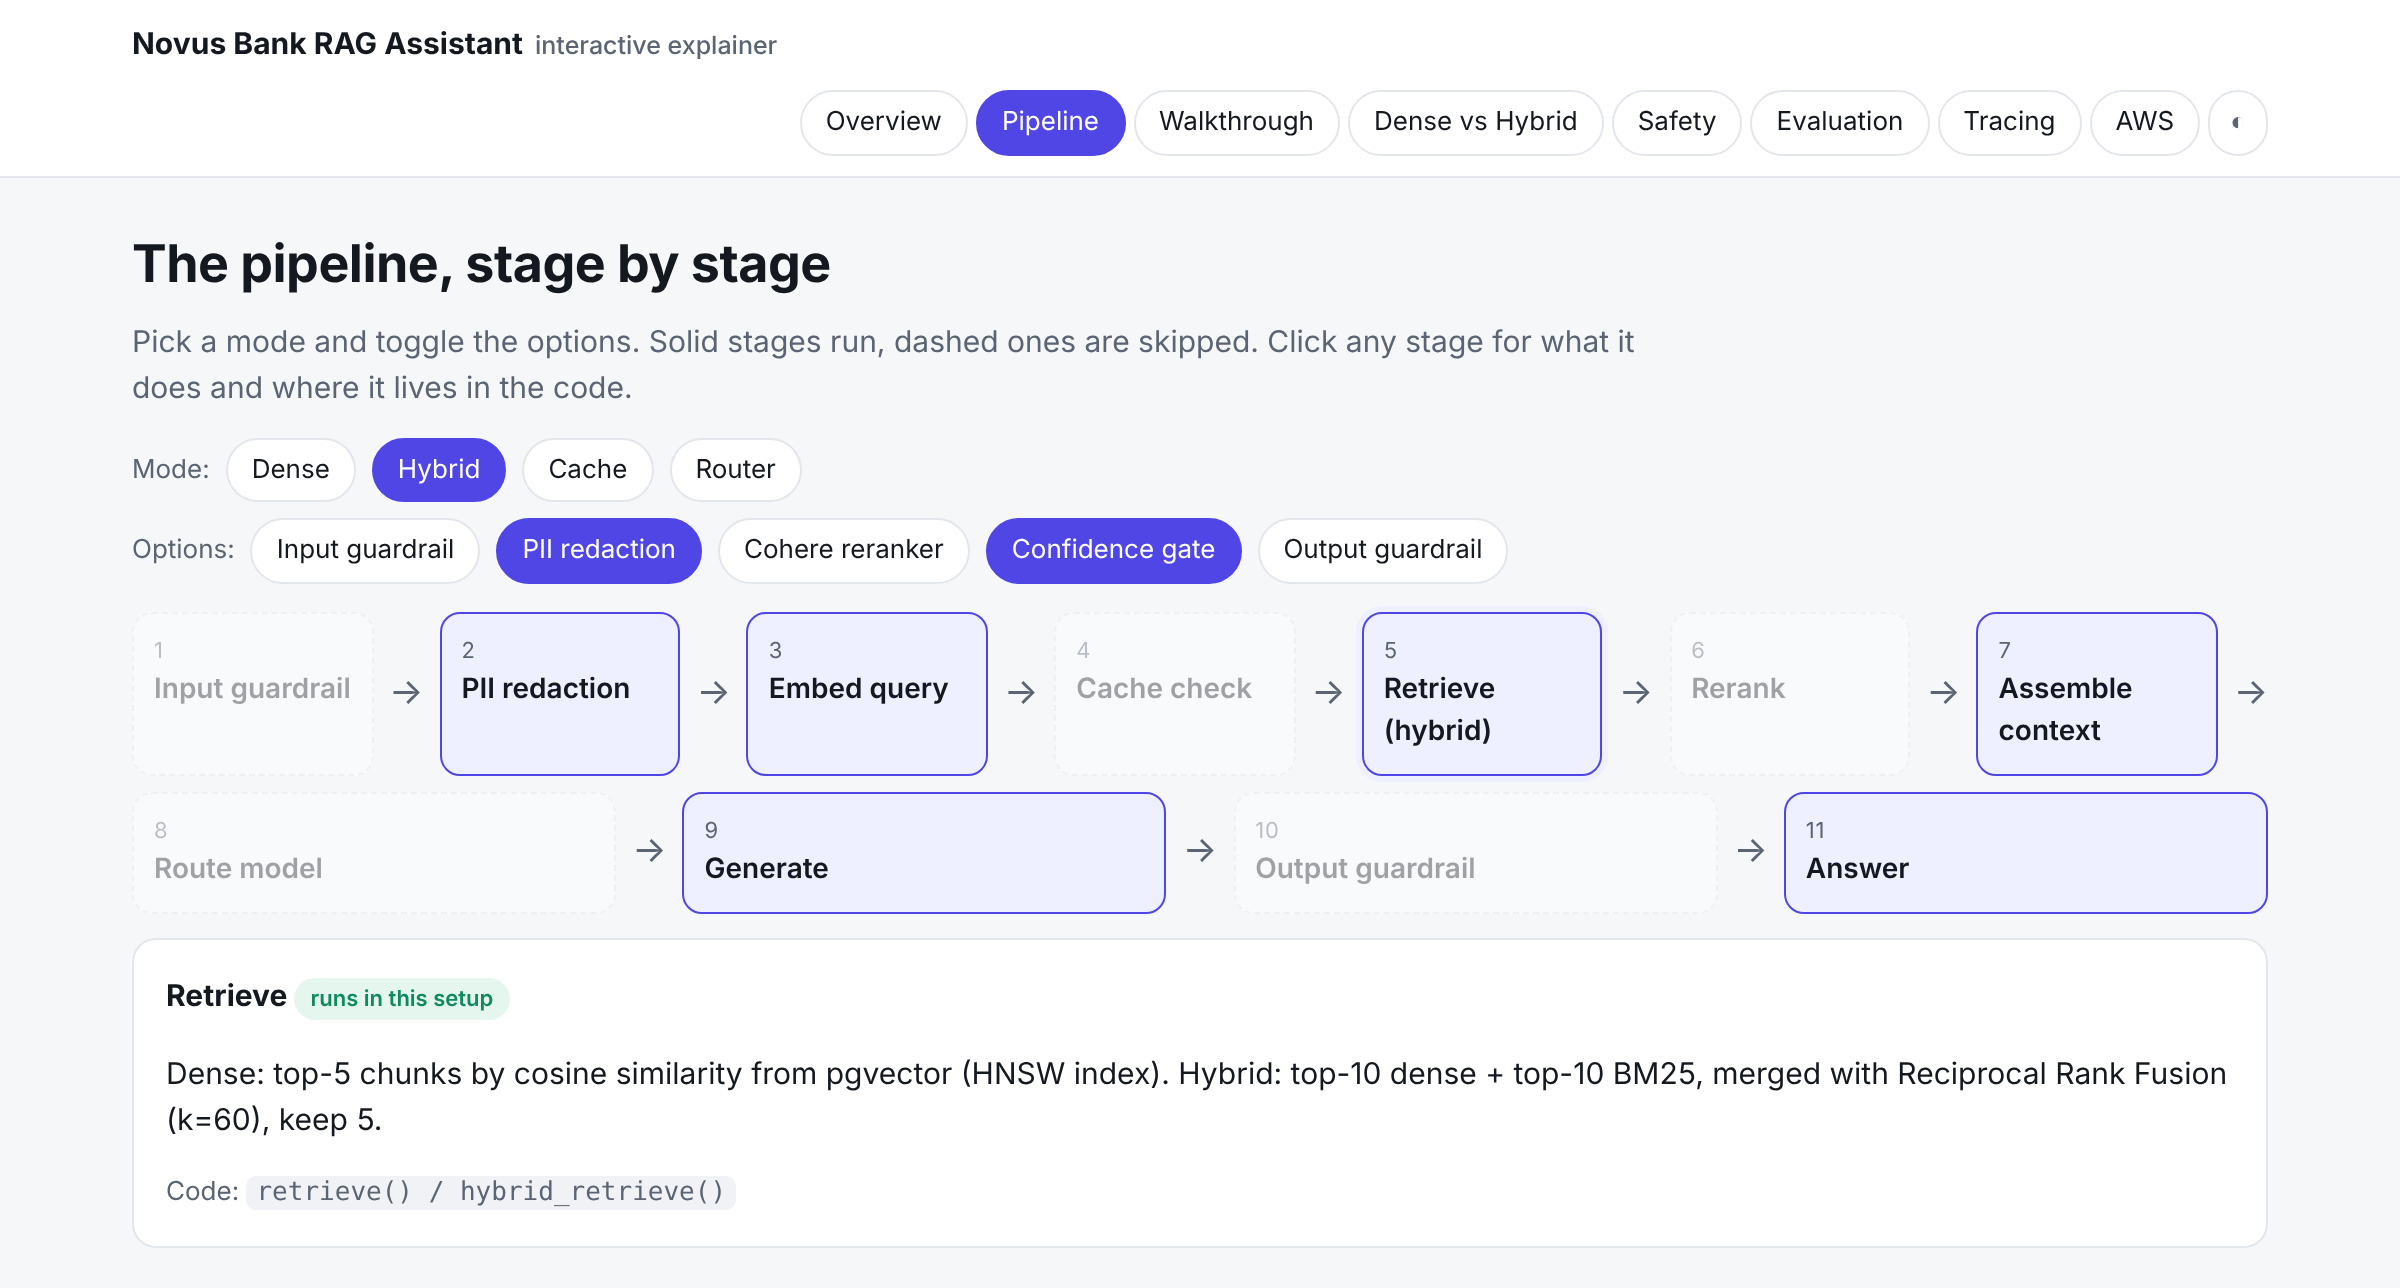 Novus Bank RAG Assistant interactive explainer
Overview Pipeline Walkthrough Dense vs Hybrid Safety Evaluation Tracing AWS
The pipeline, stage by stage
Pick a mode and toggle the options. Solid stages run, dashed ones are skipped. Click any stage for what it
does and where it lives in the code.
Mode: Dense Hybrid Cache Router
Options: Input guardrail PII redaction Cohere reranker Confidence gate Output guardrail
1
Input guardrail
→
2
PII redaction
→
3
Embed query
→
4
Cache check
→
5
Retrieve
(hybrid)
→
6
Rerank
→
7
Assemble
context
→
8
Route model
→
9
Generate
→
10
Output guardrail
→
11
Answer
Retrieve runs in this setup
Dense: top-5 chunks by cosine similarity from pgvector (HNSW index). Hybrid: top-10 dense + top-10 BM25, merged with Reciprocal Rank Fusion
(k=60), keep 5.
Code: retrieve() / hybrid_retrieve()